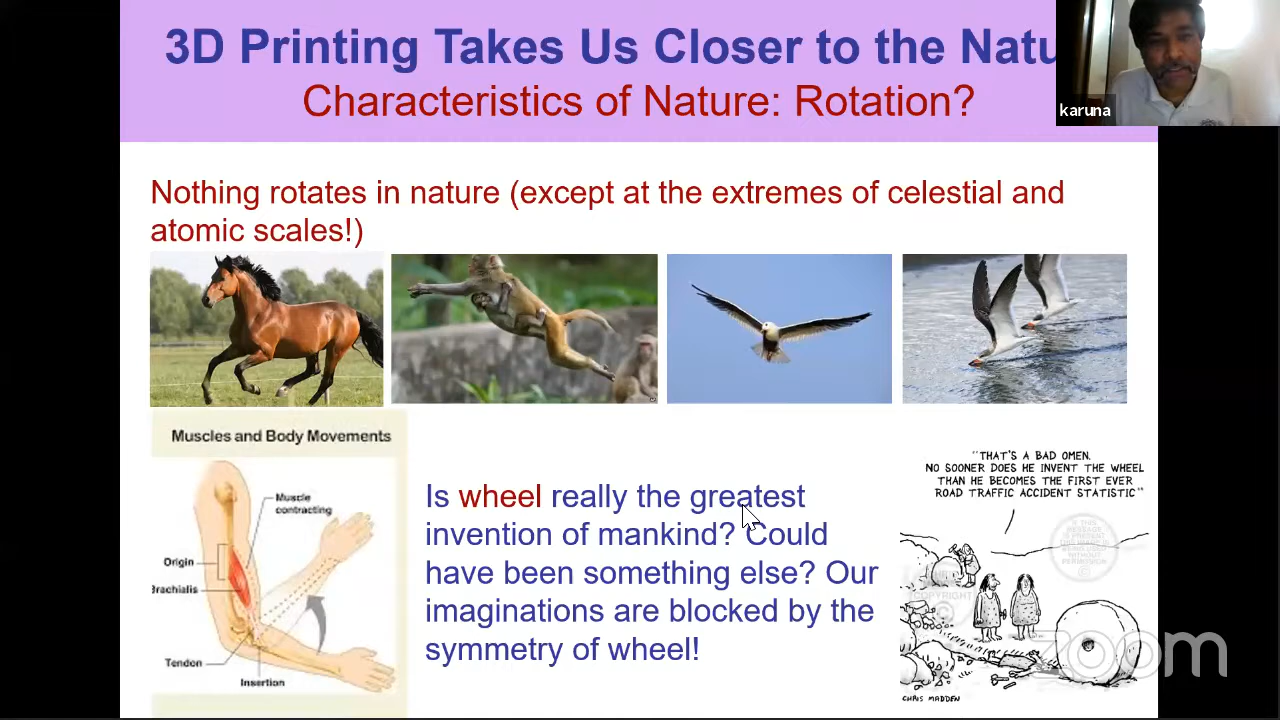 3D Printing Takes Us Closer to the Natu
Characteristics of Nature: Rotation?
karuna
Nothing rotates in nature (except at the extremes of celestial and
atomic scales!)
Muscles and Body Movements
Muscle
contracting
Origin
Brachialis
Tendon
Insertion
Is wheel really the greatest
invention of mankind? Could
have been something else? Our
imaginations are blocked by the
symmetry of wheel!
"THAT'S A BAD OMEN.
NO SOONER DOES HE INVENT THE WHEEL
THAN HE BECOMES THE FIRST EVER
ROAD TRAFFIC ACCIDENT STATISTIC"
COPYRIGHT
©
CHRIS MADDEN
zoom